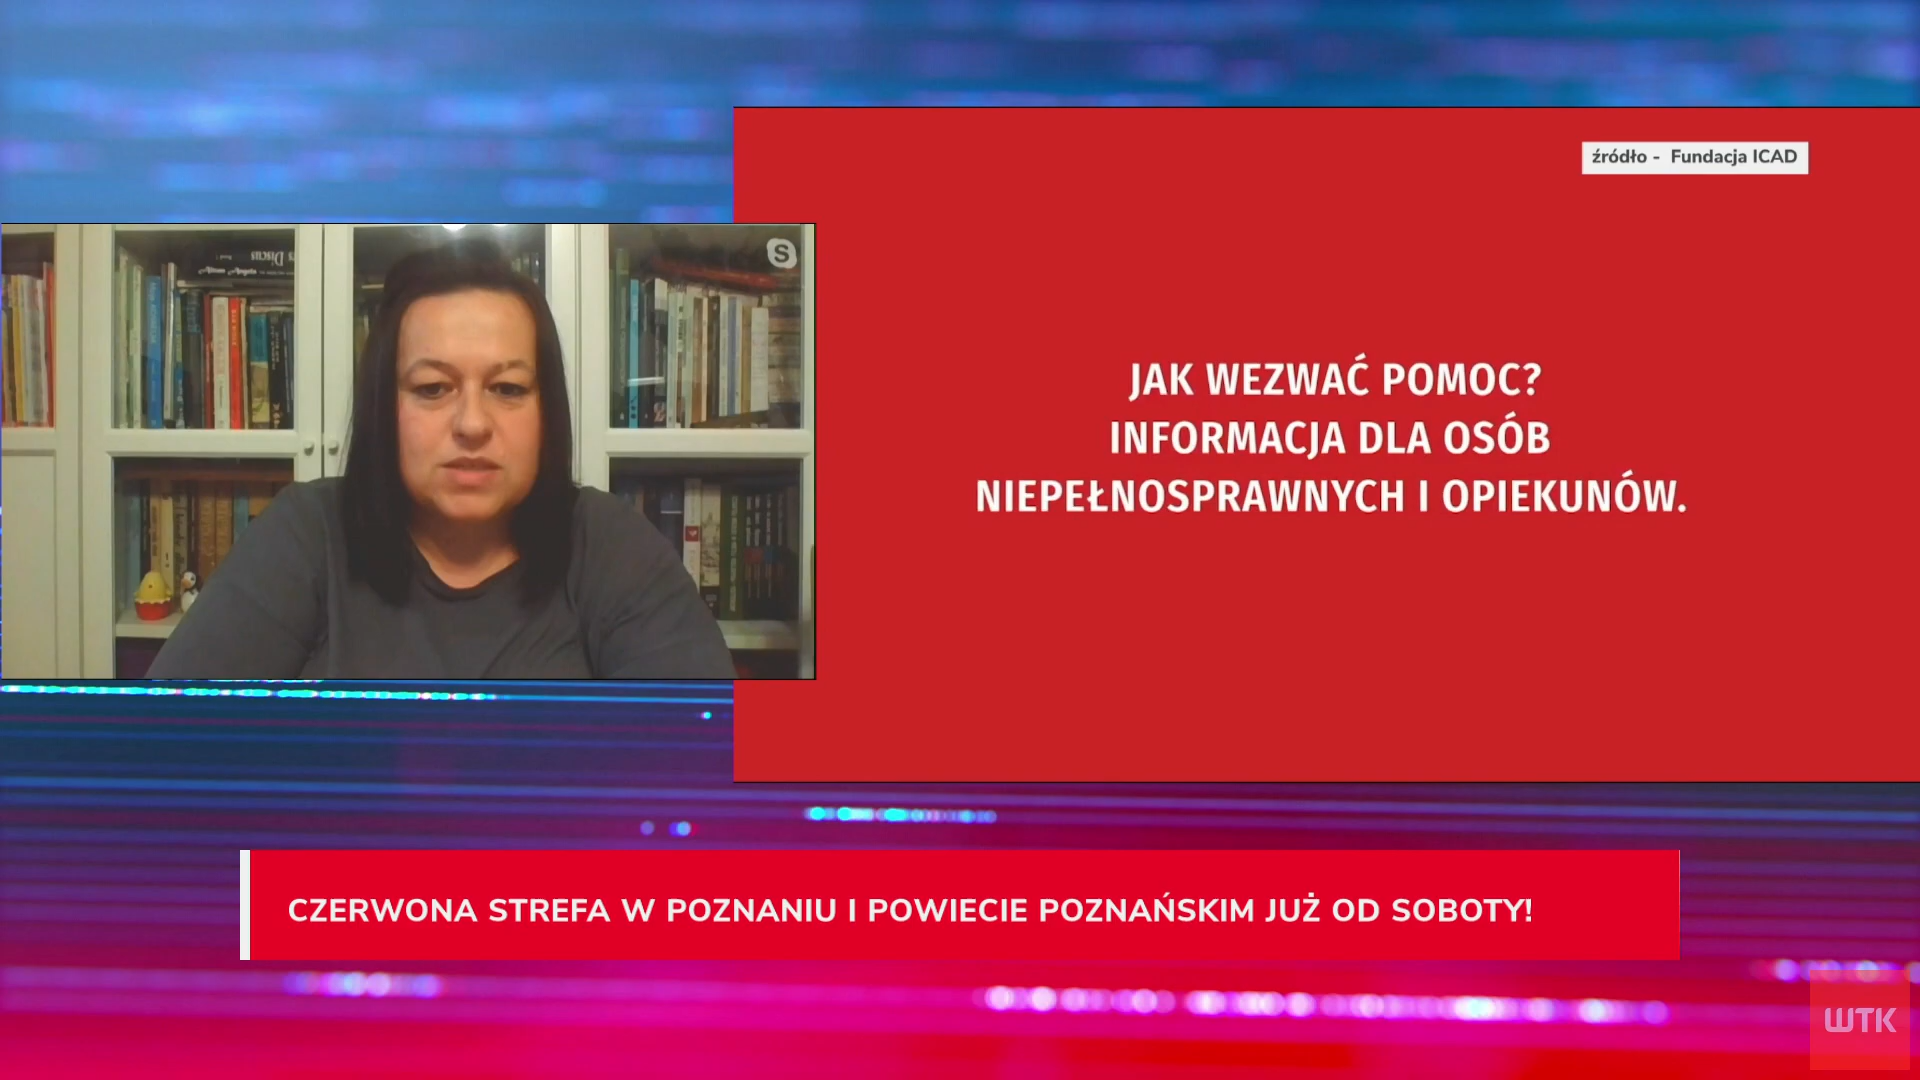 źródło - Fundacja ICAD
JAK WEZWAĆ POMOC?
INFORMACJA DLA OSÓB
NIEPEŁNOSPRAWNYCH I OPIEKUNÓW.
CZERWONA STREFA W POZNANIU I POWIECIE POZNAŃSKIM JUŻ OD SOBOTY!
WTK